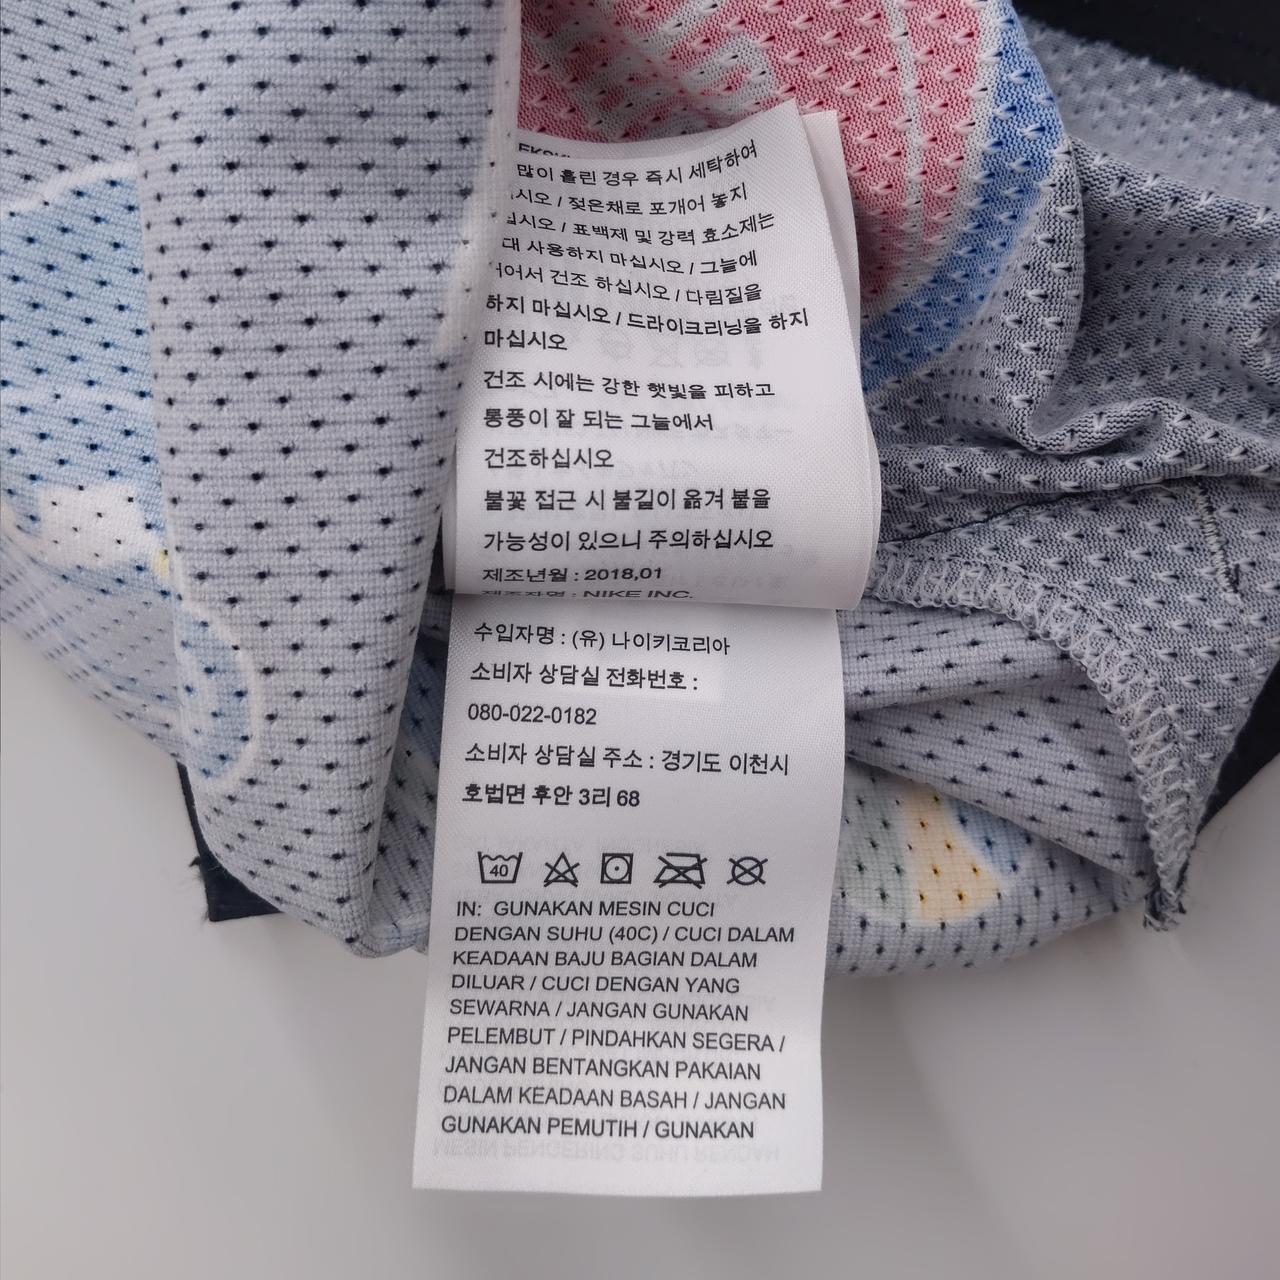 많이 흘린 경우 즉시 세탁하여
시오 / 젖은채로 포개어 놓지
십시오 / 표백제 및 강력 효소제는
대 사용하지 마십시오 / 그늘에
어서 건조 하십시오 / 다림질을
하지 마십시오 / 드라이크리닝을 하지
마십시오
건조 시에는 강한 햇빛을 피하고
통풍이 잘 되는 그늘에서
건조하십시오
불꽃 접근 시 불길이 옮겨 붙을
가능성이 있으니 주의하십시오
제조년월 : 2018,01
제조자명 : NIKE INC.
수입자명 : (유) 나이키코리아
소비자 상담실 전화번호 :
080-022-0182
소비자 상담실 주소 : 경기도 이천시
호법면 후안 3리 68
40
IN: GUNAKAN MESIN CUCI
DENGAN SUHU (40C) / CUCI DALAM
KEADAAN BAJU BAGIAN DALAM
DILUAR / CUCI DENGAN YANG
SEWARNA / JANGAN GUNAKAN
PELEMBUT / PINDAHKAN SEGERA /
JANGAN BENTANGKAN PAKAIAN
DALAM KEADAAN BASAH / JANGAN
GUNAKAN PEMUTIH / GUNAKAN